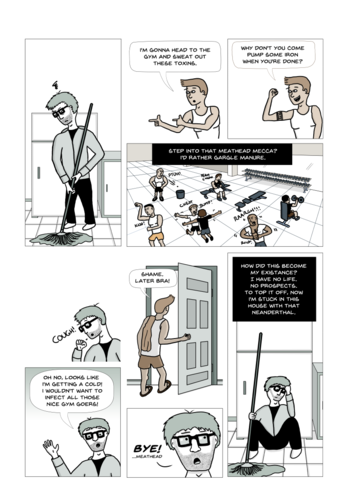 I'M GONNA HEAD TO THE
GYM AND SWEAT OUT
THESE TOXINS.
WHY DON'T YOU COME
PUMP SOME IRON
WHEN YOU'RE DONE?
STEP INTO THAT MEATHEAD MECCA?
I'D RATHER GARGLE MANURE.
COUGH!
SHAME.
LATER BRA!
OH NO, LOOKS LIKE
I'M GETTING A COLD!
I WOULDN'T WANT TO
INFECT ALL THOSE
NICE GYM GOERS!
BYE!
...MEATHEAD
HOW DID THIS BECOME
MY EXISTANCE?
I HAVE NO LIFE,
NO PROSPECTS.
TO TOP IT OFF, NOW
I'M STUCK IN THIS
HOUSE WITH THAT
NEANDERTHAL.